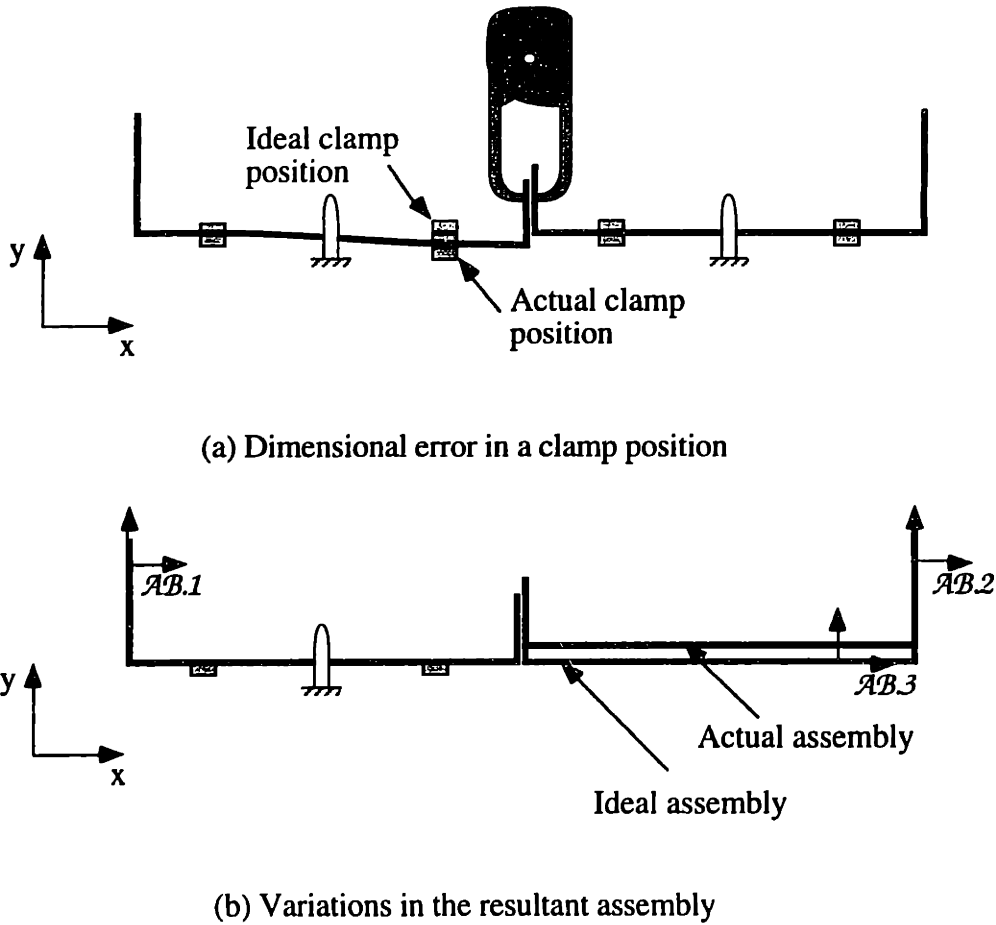 Ideal clamp
position
y
x
Actual clamp
position
(a) Dimensional error in a clamp position
AB.1
AB.2
y
x
AB.3
Actual assembly
Ideal assembly
(b) Variations in the resultant assembly